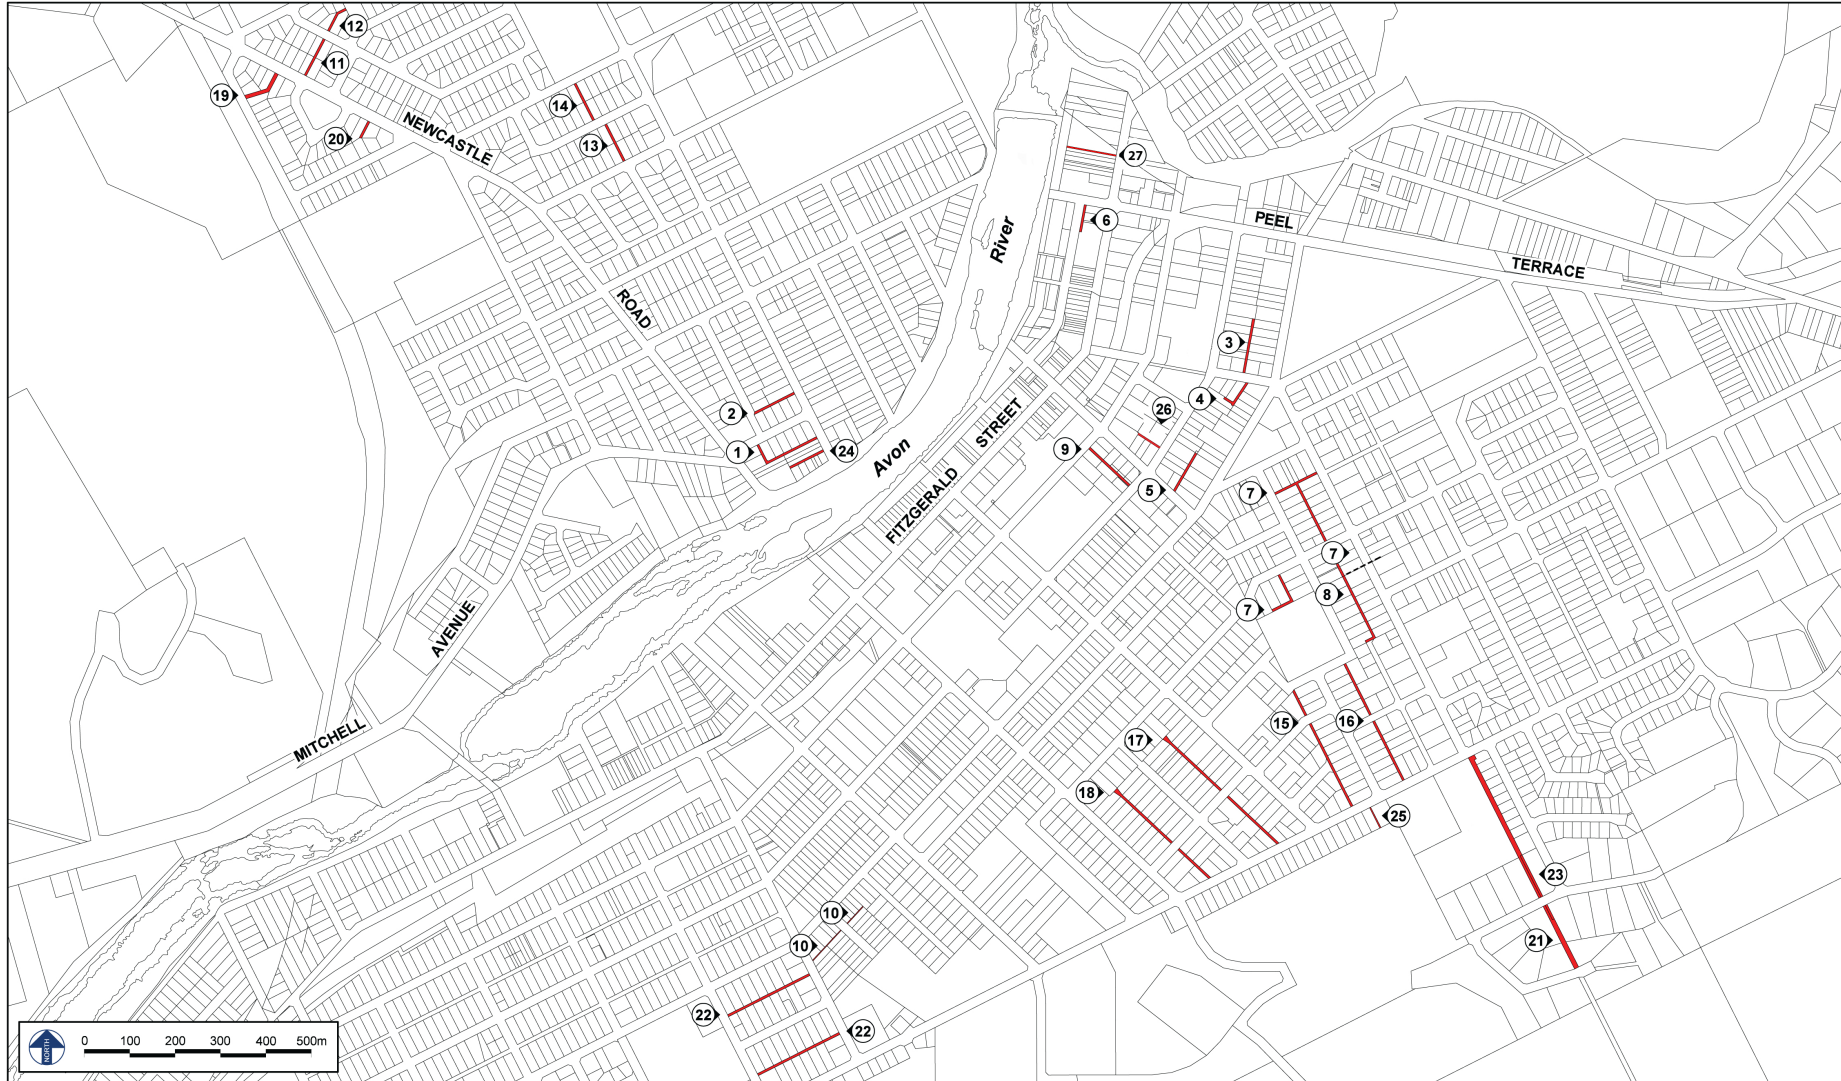 12
11
19
14
NEWCASTLE
20
13
27
6
River
PEEL
TERRACE
ROAD
3
2
4
STREET
26
1
24
Avon
9
FITZGERALD
5
7
7
8
7
AVENUE
MITCHELL
15
16
17
18
25
23
10
21
10
22
22
NORTH
0 100 200 300 400 500m